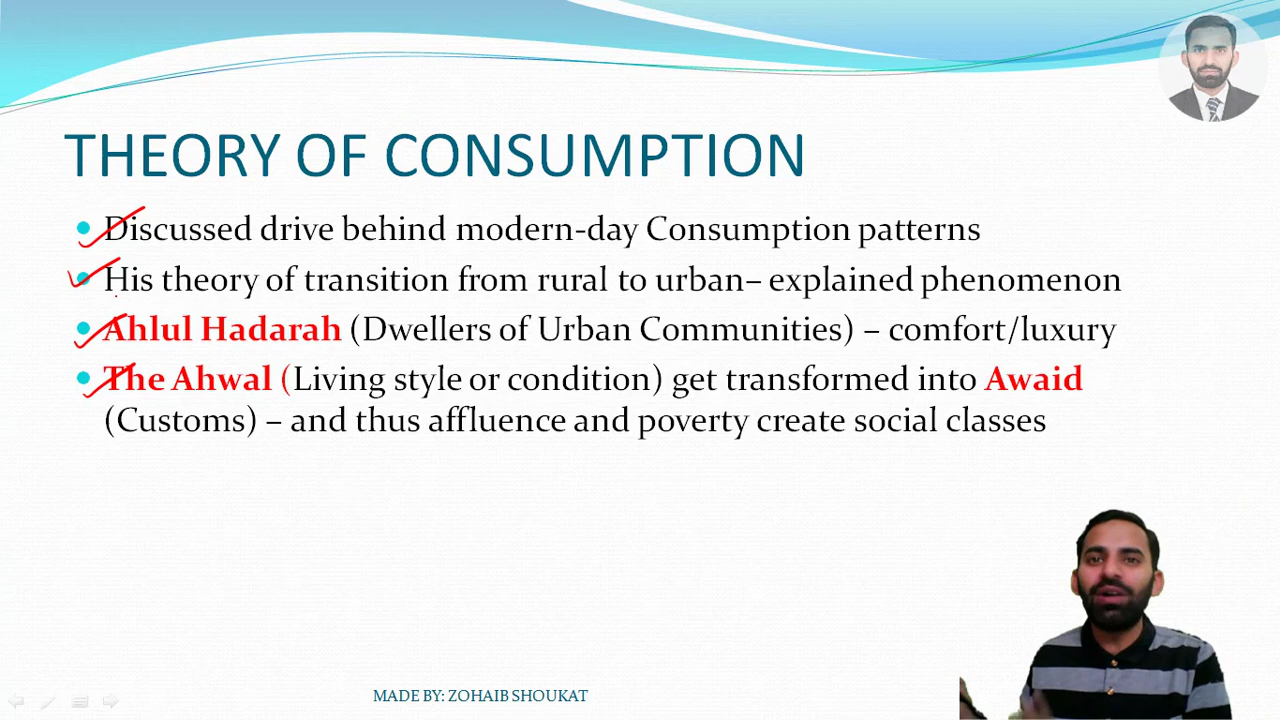 THEORY OF CONSUMPTION
Discussed drive behind modern-day Consumption patterns
His theory of transition from rural to urban– explained phenomenon
Ahlul Hadarah (Dwellers of Urban Communities) – comfort/luxury
The Ahwal (Living style or condition) get transformed into Awaid
(Customs) – and thus affluence and poverty create social classes
MADE BY: ZOHAIB SHOUKAT